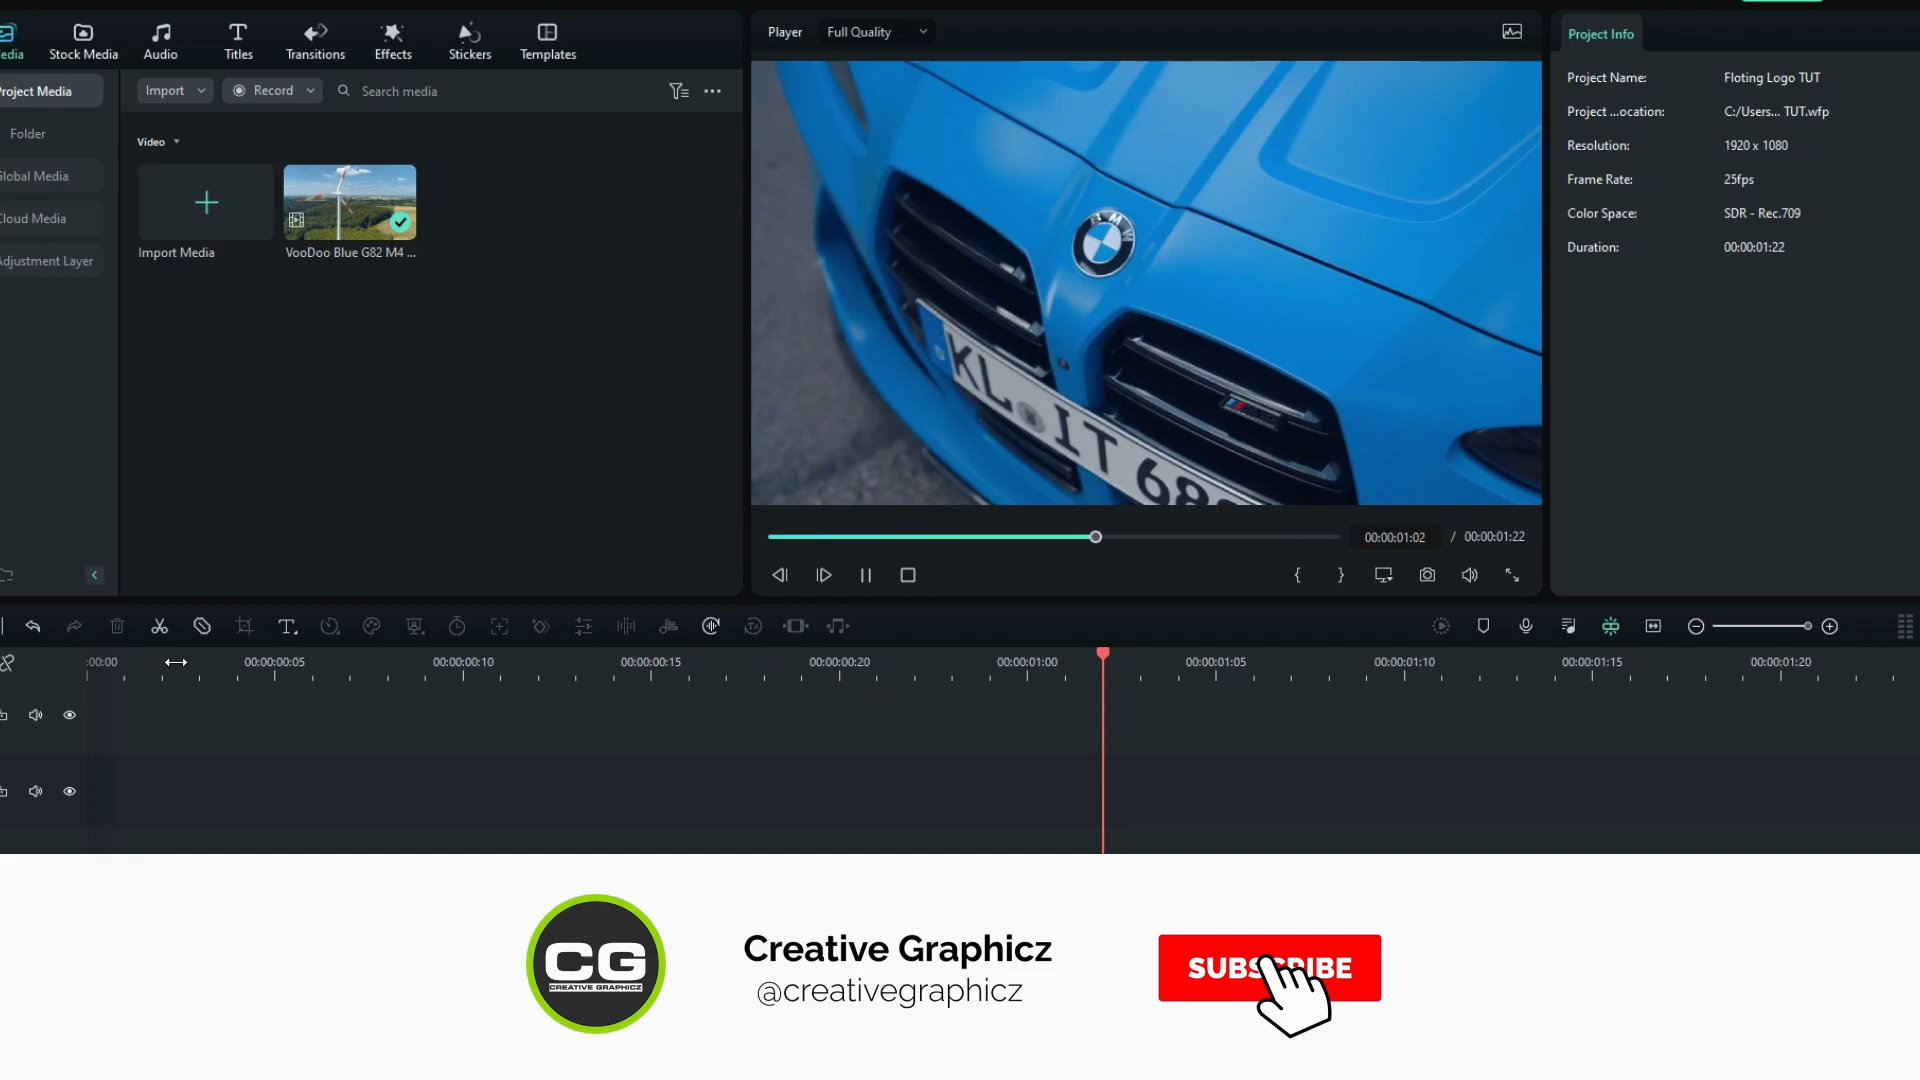 edia
Stock Media
Audio
Titles
Transitions
Effects
Stickers
Templates
Player
Full Quality
Project Info
roject Media
Import
Record
Search media
Folder
Global Media
Cloud Media
Adjustment Layer
Video
Import Media
VooDoo Blue G82 M4 ...
BMW
KL IT 68
Project Name: Floting Logo TUT
Project ...ocation: C:/Users... TUT.wfp
Resolution: 1920 x 1080
Frame Rate: 25fps
Color Space: SDR - Rec.709
Duration: 00:00:01:22
00:00:01:02 / 00:00:01:22
:00:00 00:00:00:05 00:00:00:10 00:00:00:15 00:00:00:20 00:00:01:00 00:00:01:05 00:00:01:10 00:00:01:15 00:00:01:20
CG
CREATIVE GRAPHICZ
Creative Graphicz
@creativegraphicz
SUBSCRIBE